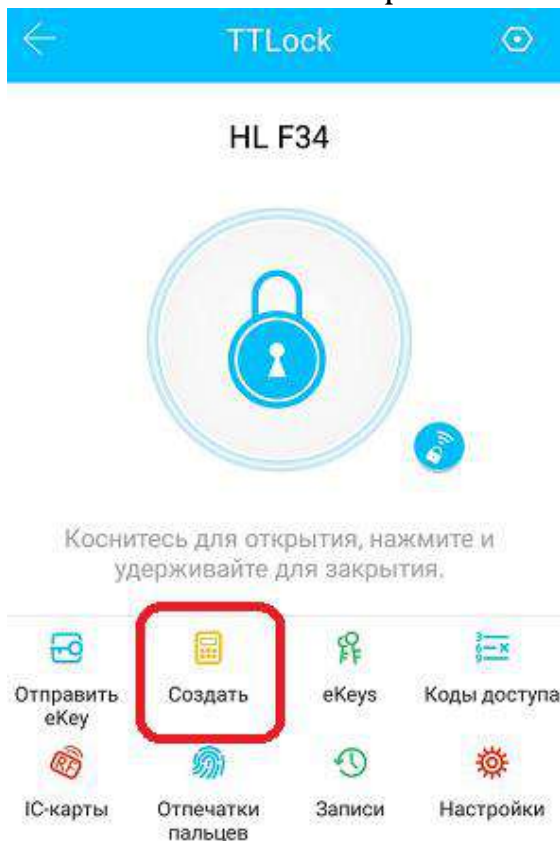 TTLock
HL F34
Коснитесь для открытия, нажмите и
удерживайте для закрытия.
Отправить
eKey
Создать
eKeys
Коды доступа
IC-карты
Отпечатки
пальцев
Записи
Настройки